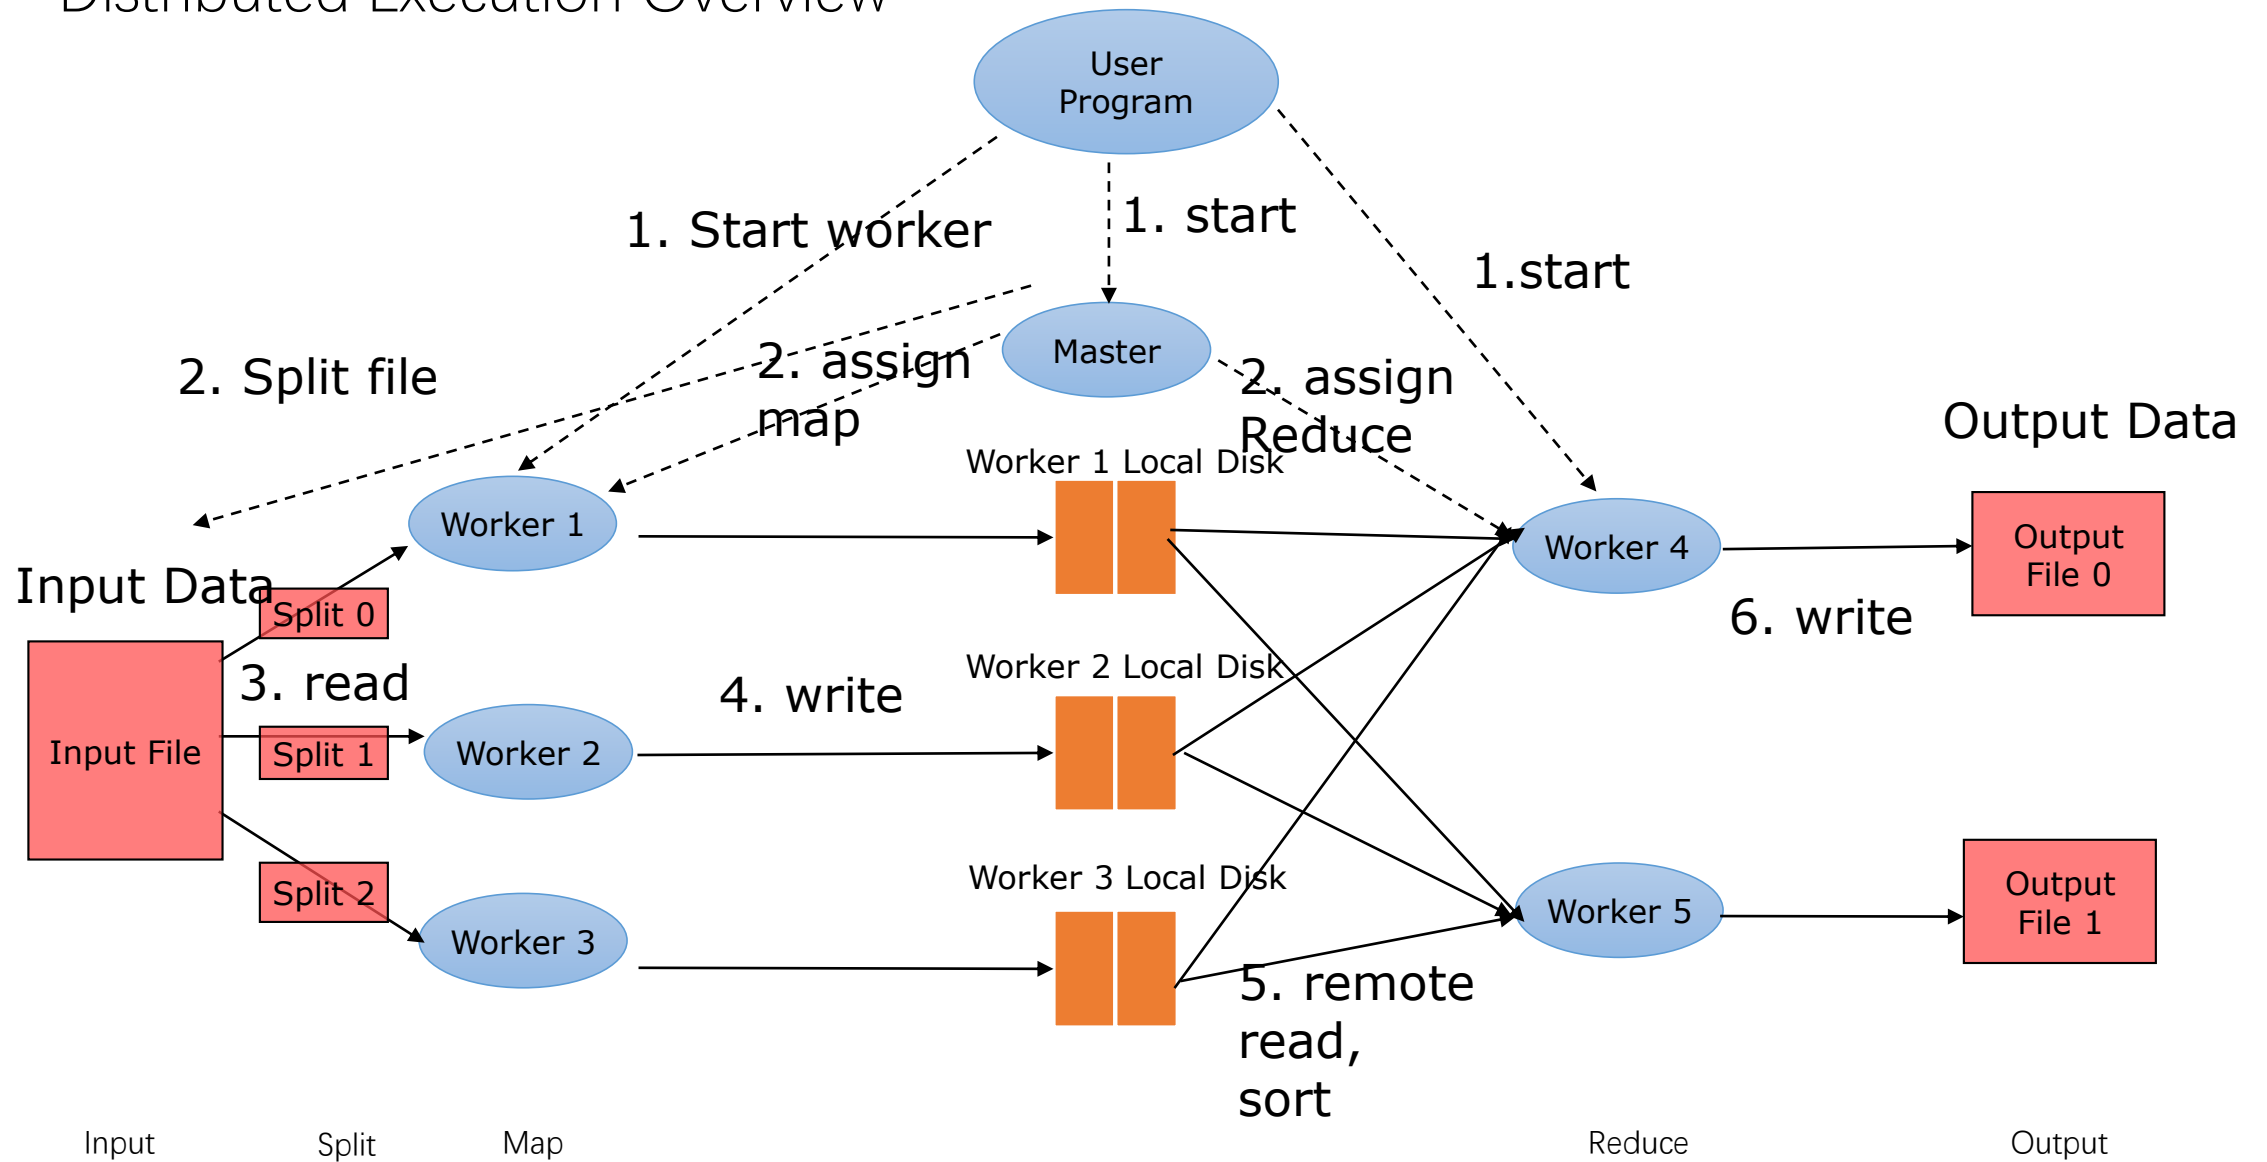 Distributed Execution Overview
User
Program
1. Start worker
1. start
1.start
Master
2. Split file
2. assign
map
2. assign
Reduce
Output Data
Worker 1 Local Disk
Worker 1
Worker 4
Output
File 0
Input Data
Split 0
6. write
3. read
Worker 2 Local Disk
4. write
Input File
Split 1
Worker 2
Worker 3 Local Disk
Split 2
Worker 3
Worker 5
Output
File 1
5. remote
read,
sort
Input
Split
Map
Reduce
Output